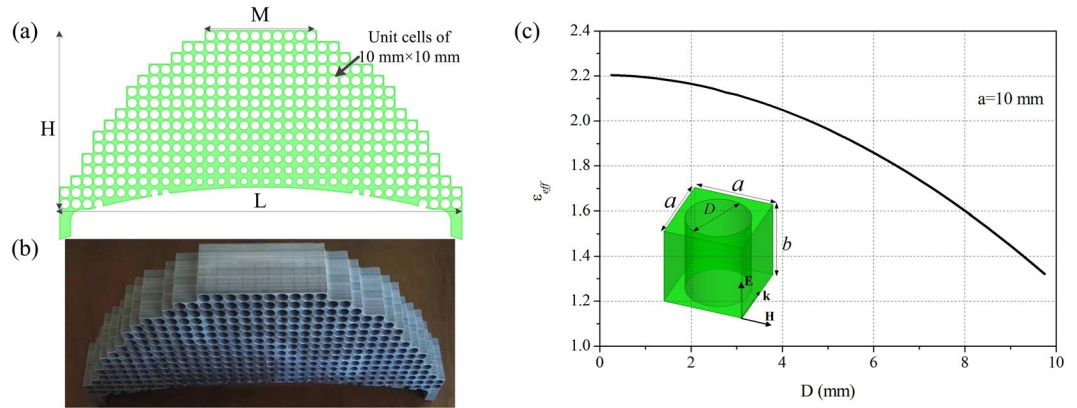 (a)
M
Unit cells of
10 mm×10 mm
H
L
(b)
(c)
2.4
2.2
2.0
1.8
1.6
1.4
1.2
1.0
εeff
a=10 mm
a
a
D
b
E
k
H
0
2
4
6
8
10
D (mm)